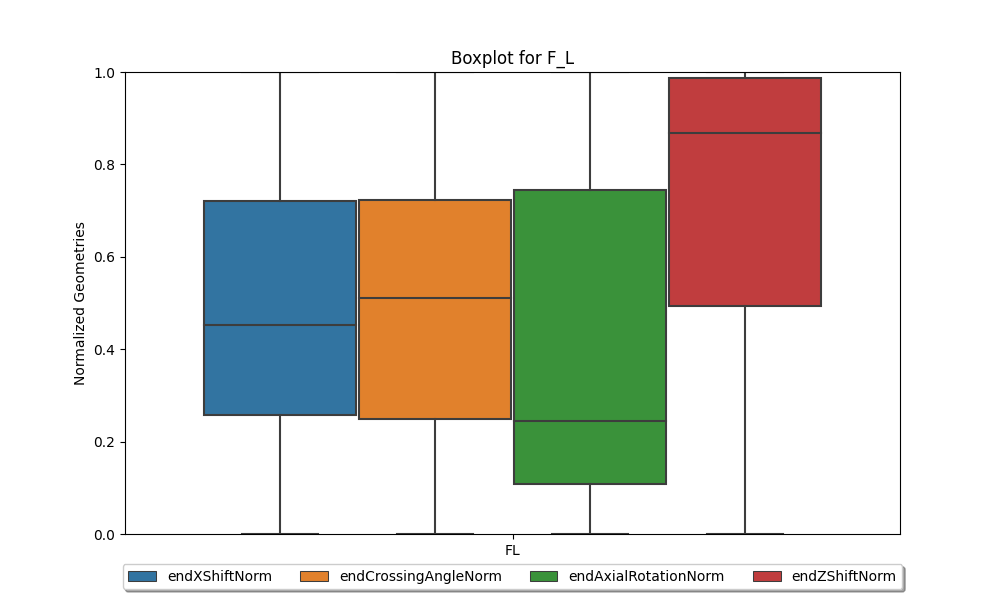 Boxplot for F_L
Normalized Geometries
1.0
0.8
0.6
0.4
0.2
0.0
FL
endXShiftNorm endCrossingAngleNorm endAxialRotationNorm endZShiftNorm